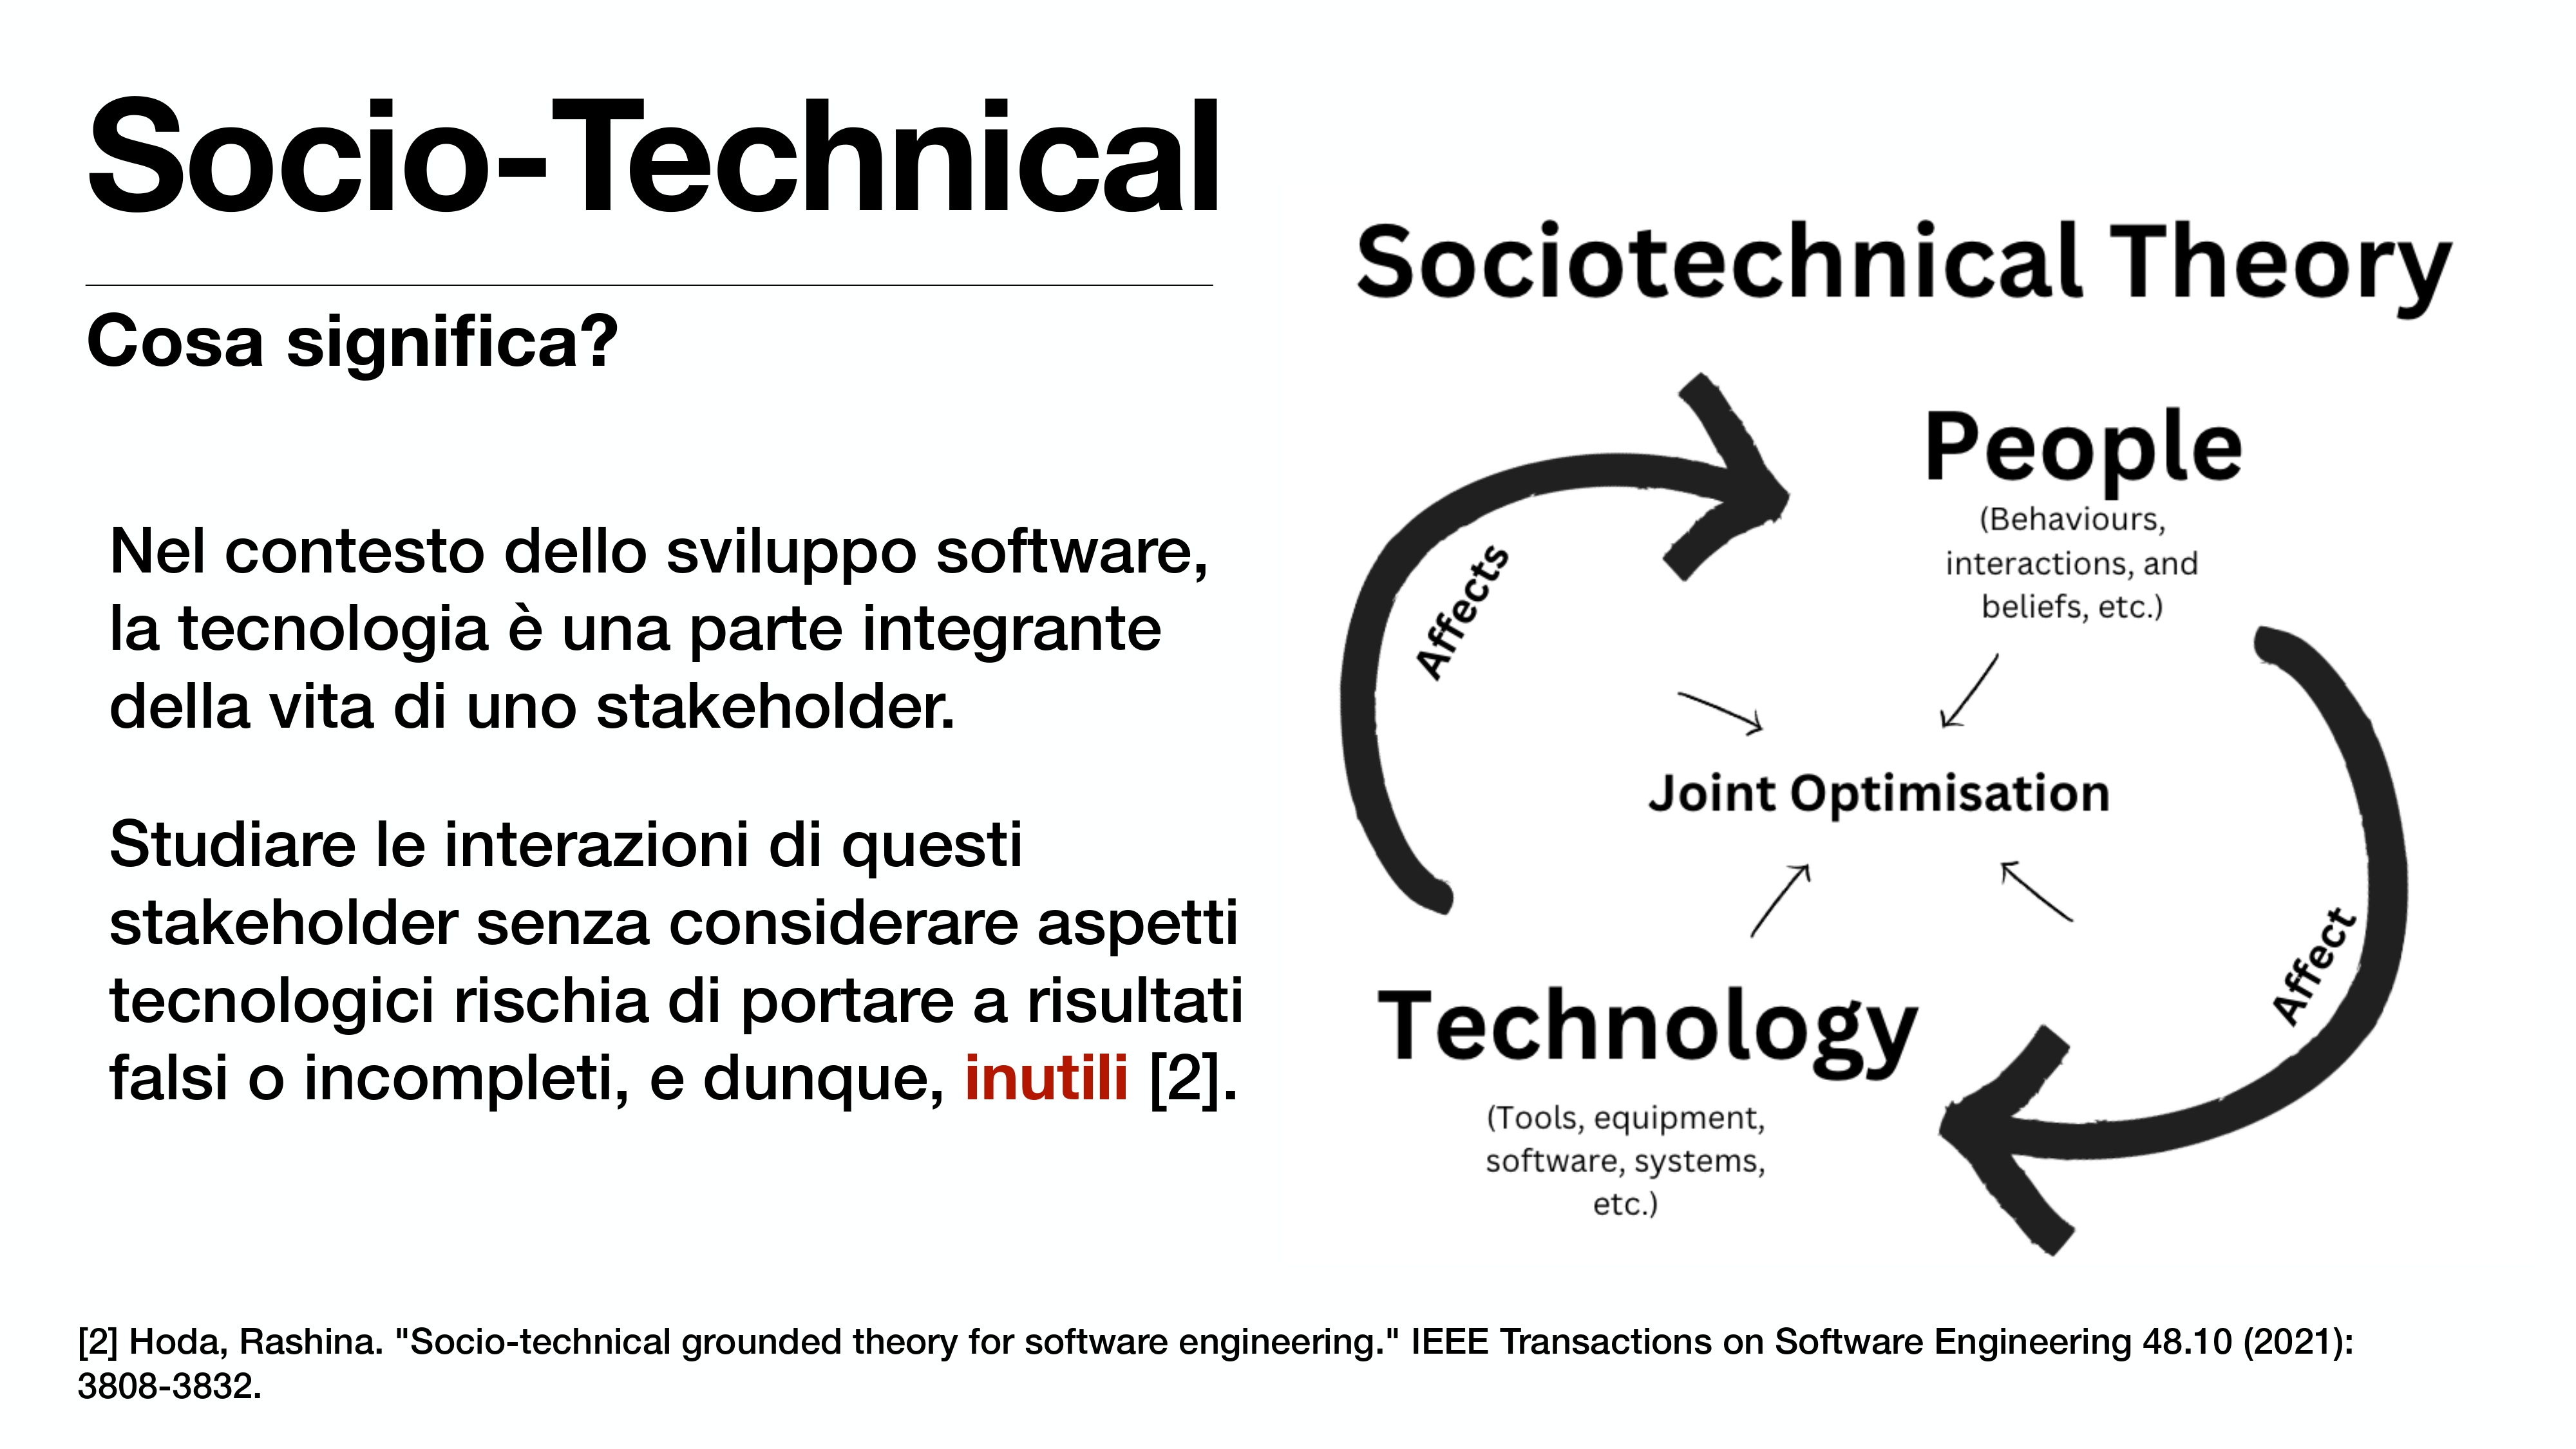 Socio-Technical
Cosa significa?
Nel contesto dello sviluppo software,
la tecnologia è una parte integrante
della vita di uno stakeholder.
Studiare le interazioni di questi
stakeholder senza considerare aspetti
tecnologici rischia di portare a risultati
falsi o incompleti, e dunque, inutili [2].
Sociotechnical Theory
People
(Behaviours,
interactions, and
beliefs, etc.)
Affects
Joint Optimisation
Affect
Technology
(Tools, equipment,
software, systems,
etc.)
[2] Hoda, Rashina. "Socio-technical grounded theory for software engineering." IEEE Transactions on Software Engineering 48.10 (2021):
3808-3832.